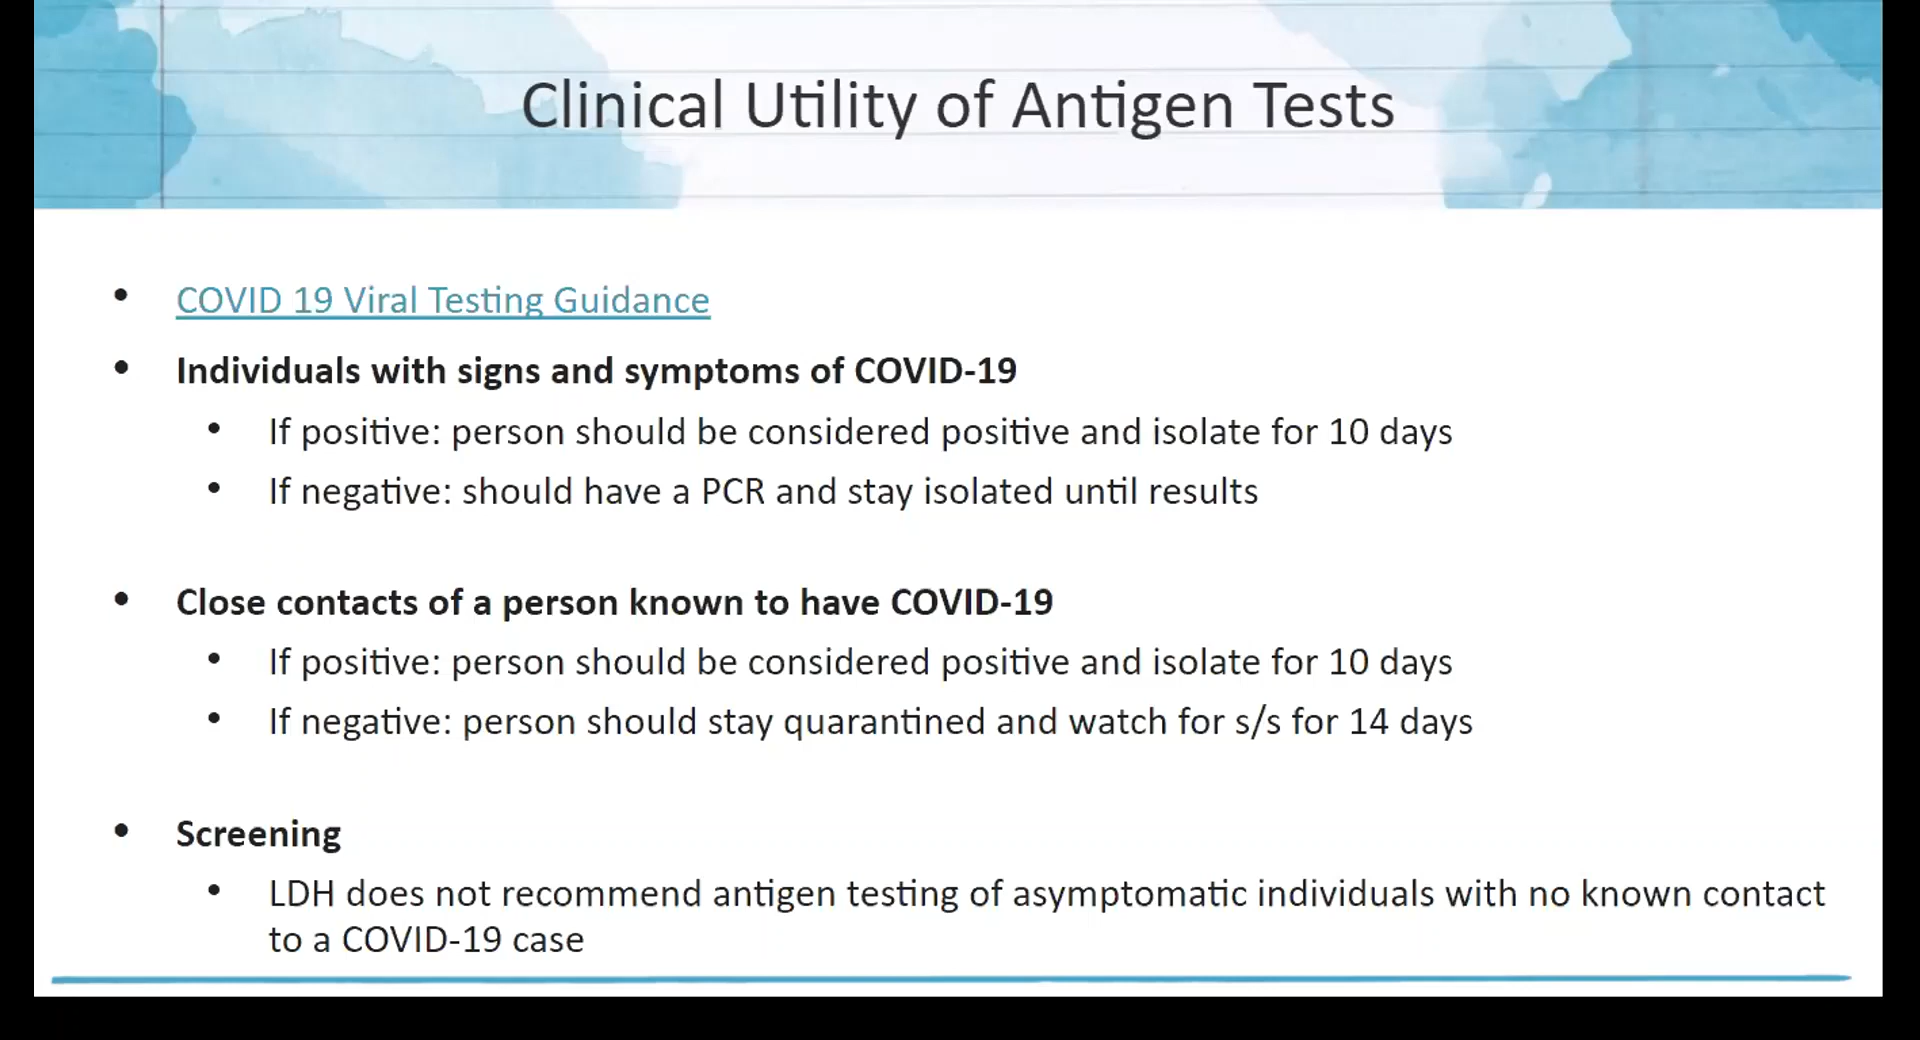 Clinical Utility of Antigen Tests
• COVID 19 Viral Testing Guidance
• Individuals with signs and symptoms of COVID-19
• If positive: person should be considered positive and isolate for 10 days
• If negative: should have a PCR and stay isolated until results
• Close contacts of a person known to have COVID-19
• If positive: person should be considered positive and isolate for 10 days
• If negative: person should stay quarantined and watch for s/s for 14 days
• Screening
• LDH does not recommend antigen testing of asymptomatic individuals with no known contact
to a COVID-19 case